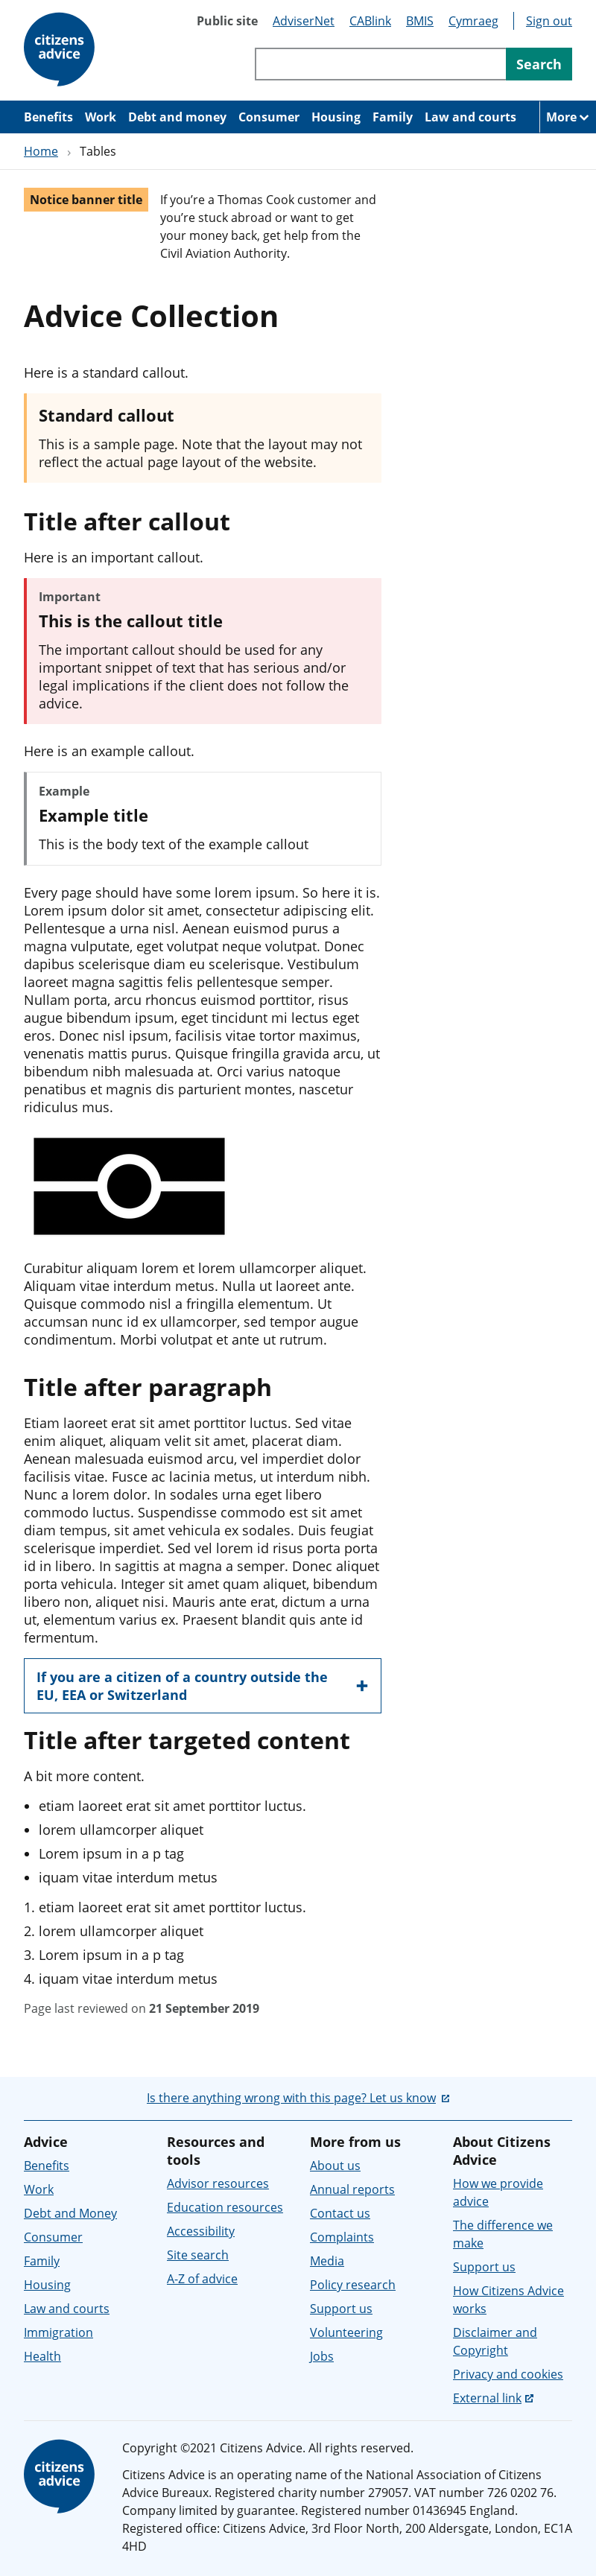 citizens
advice
Public site AdviserNet CABlink BMIS Cymraeg Sign out
Search
Benefits Work Debt and money Consumer Housing Family Law and courts More
Home › Tables
Notice banner title
If you’re a Thomas Cook customer and
you’re stuck abroad or want to get
your money back, get help from the
Civil Aviation Authority.
Advice Collection
Here is a standard callout.
Standard callout
This is a sample page. Note that the layout may not
reflect the actual page layout of the website.
Title after callout
Here is an important callout.
Important
This is the callout title
The important callout should be used for any
important snippet of text that has serious and/or
legal implications if the client does not follow the
advice.
Here is an example callout.
Example
Example title
This is the body text of the example callout
Every page should have some lorem ipsum. So here it is.
Lorem ipsum dolor sit amet, consectetur adipiscing elit.
Pellentesque a urna nisl. Aenean euismod purus a
magna vulputate, eget volutpat neque volutpat. Donec
dapibus scelerisque diam eu scelerisque. Vestibulum
laoreet magna sagittis felis pellentesque semper.
Nullam porta, arcu rhoncus euismod porttitor, risus
augue bibendum ipsum, eget tincidunt mi lectus eget
eros. Donec nisl ipsum, facilisis vitae tortor maximus,
venenatis mattis purus. Quisque fringilla gravida arcu, ut
bibendum nibh malesuada at. Orci varius natoque
penatibus et magnis dis parturient montes, nascetur
ridiculus mus.
Curabitur aliquam lorem et lorem ullamcorper aliquet.
Aliquam vitae interdum metus. Nulla ut laoreet ante.
Quisque commodo nisl a fringilla elementum. Ut
accumsan nunc id ex ullamcorper, sed tempor augue
condimentum. Morbi volutpat et ante ut rutrum.
Title after paragraph
Etiam laoreet erat sit amet porttitor luctus. Sed vitae
enim aliquet, aliquam velit sit amet, placerat diam.
Aenean malesuada euismod arcu, vel imperdiet dolor
facilisis vitae. Fusce ac lacinia metus, ut interdum nibh.
Nunc a lorem dolor. In sodales urna eget libero
commodo luctus. Suspendisse commodo est sit amet
diam tempus, sit amet vehicula ex sodales. Duis feugiat
scelerisque imperdiet. Sed vel lorem id risus porta porta
id in libero. In sagittis at magna a semper. Donec aliquet
porta vehicula. Integer sit amet quam aliquet, bibendum
libero non, aliquet nisi. Mauris ante erat, dictum a urna
ut, elementum varius ex. Praesent blandit quis ante id
fermentum.
If you are a citizen of a country outside the
EU, EEA or Switzerland
Title after targeted content
A bit more content.
• etiam laoreet erat sit amet porttitor luctus.
• lorem ullamcorper aliquet
• Lorem ipsum in a p tag
• iquam vitae interdum metus
1. etiam laoreet erat sit amet porttitor luctus.
2. lorem ullamcorper aliquet
3. Lorem ipsum in a p tag
4. iquam vitae interdum metus
Page last reviewed on 21 September 2019
Is there anything wrong with this page? Let us know
Advice
Benefits
Work
Debt and Money
Consumer
Family
Housing
Law and courts
Immigration
Health
Resources and
tools
Advisor resources
Education resources
Accessibility
Site search
A-Z of advice
More from us
About us
Annual reports
Contact us
Complaints
Media
Policy research
Support us
Volunteering
Jobs
About Citizens
Advice
How we provide
advice
The difference we
make
Support us
How Citizens Advice
works
Disclaimer and
Copyright
Privacy and cookies
External link
citizens
advice
Copyright ©2021 Citizens Advice. All rights reserved.
Citizens Advice is an operating name of the National Association of Citizens
Advice Bureaux. Registered charity number 279057. VAT number 726 0202 76.
Company limited by guarantee. Registered number 01436945 England.
Registered office: Citizens Advice, 3rd Floor North, 200 Aldersgate, London, EC1A
4HD